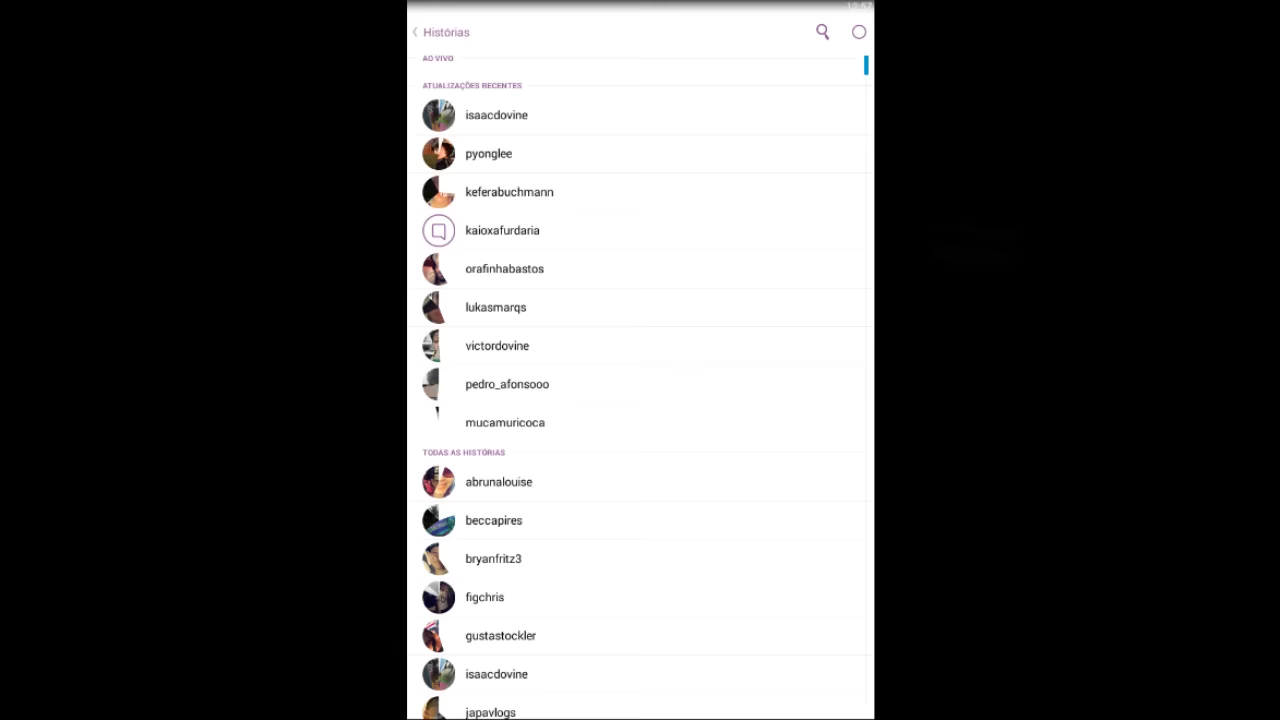 Histórias
AO VIVO
ATUALIZAÇÕES RECENTES
isaacdovine
pyonglee
keferabuchmann
kaioxafurdaria
orafinhabastos
lukasmarqs
victordovine
pedro_afonsooo
mucamuricoca
TODAS AS HISTÓRIAS
abrunalouise
beccapires
bryanfritz3
figchris
gustastockler
isaacdovine
japavlogs